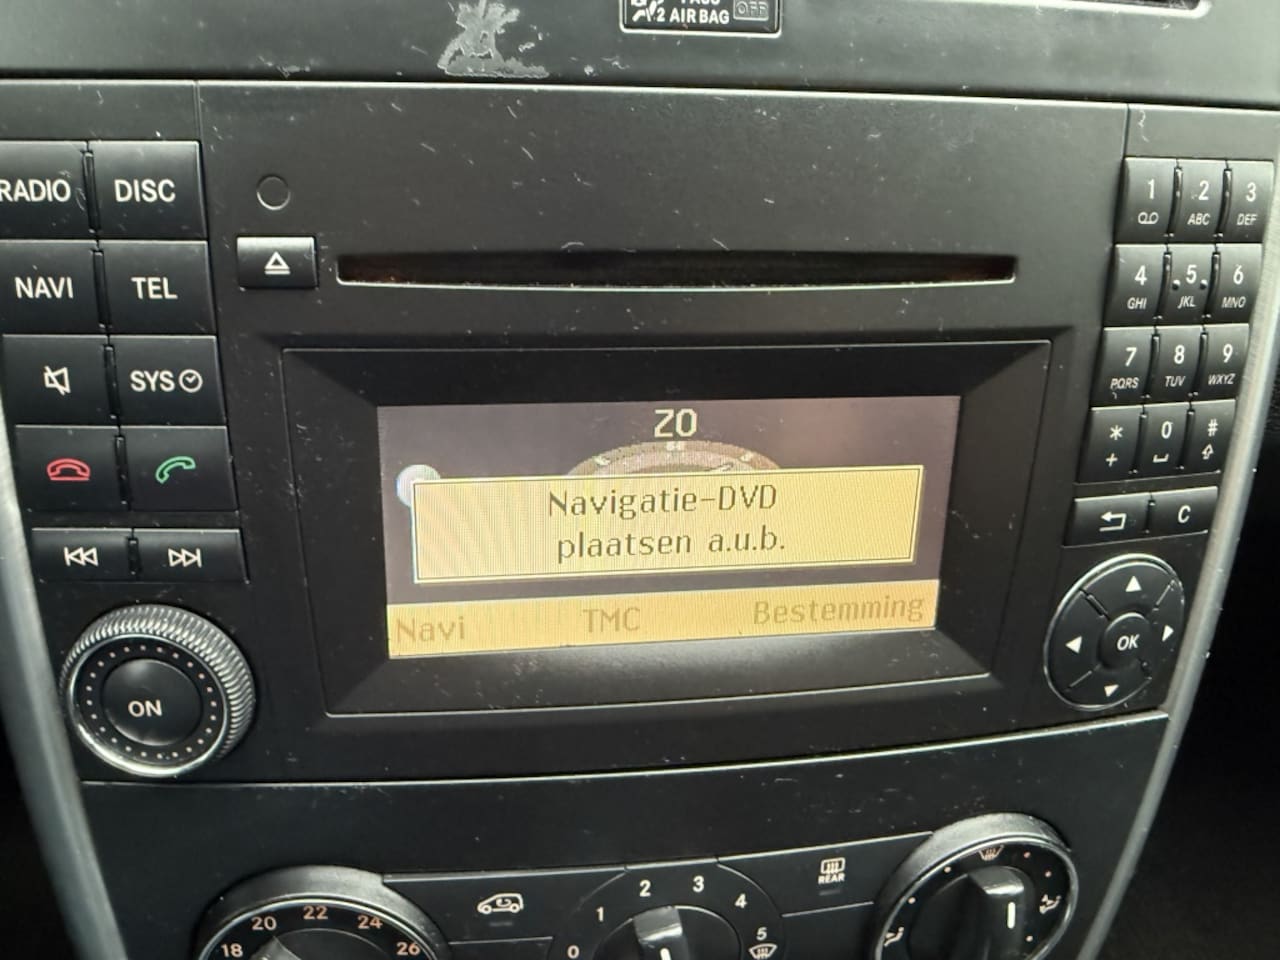 2 AIR BAG OFF
RADIO
DISC
NAVI
TEL
SYS
ON
ZO
Navigatie-DVD
plaatsen a.u.b.
Navi TMC Bestemming
1 2 3
ABC DEF
4 5 6
GHI JKL MNO
7 8 9
PQRS TUV WXYZ
* 0 #
+
C
OK
18 20 22 24 26
0 1 2 3 4 5
REAR